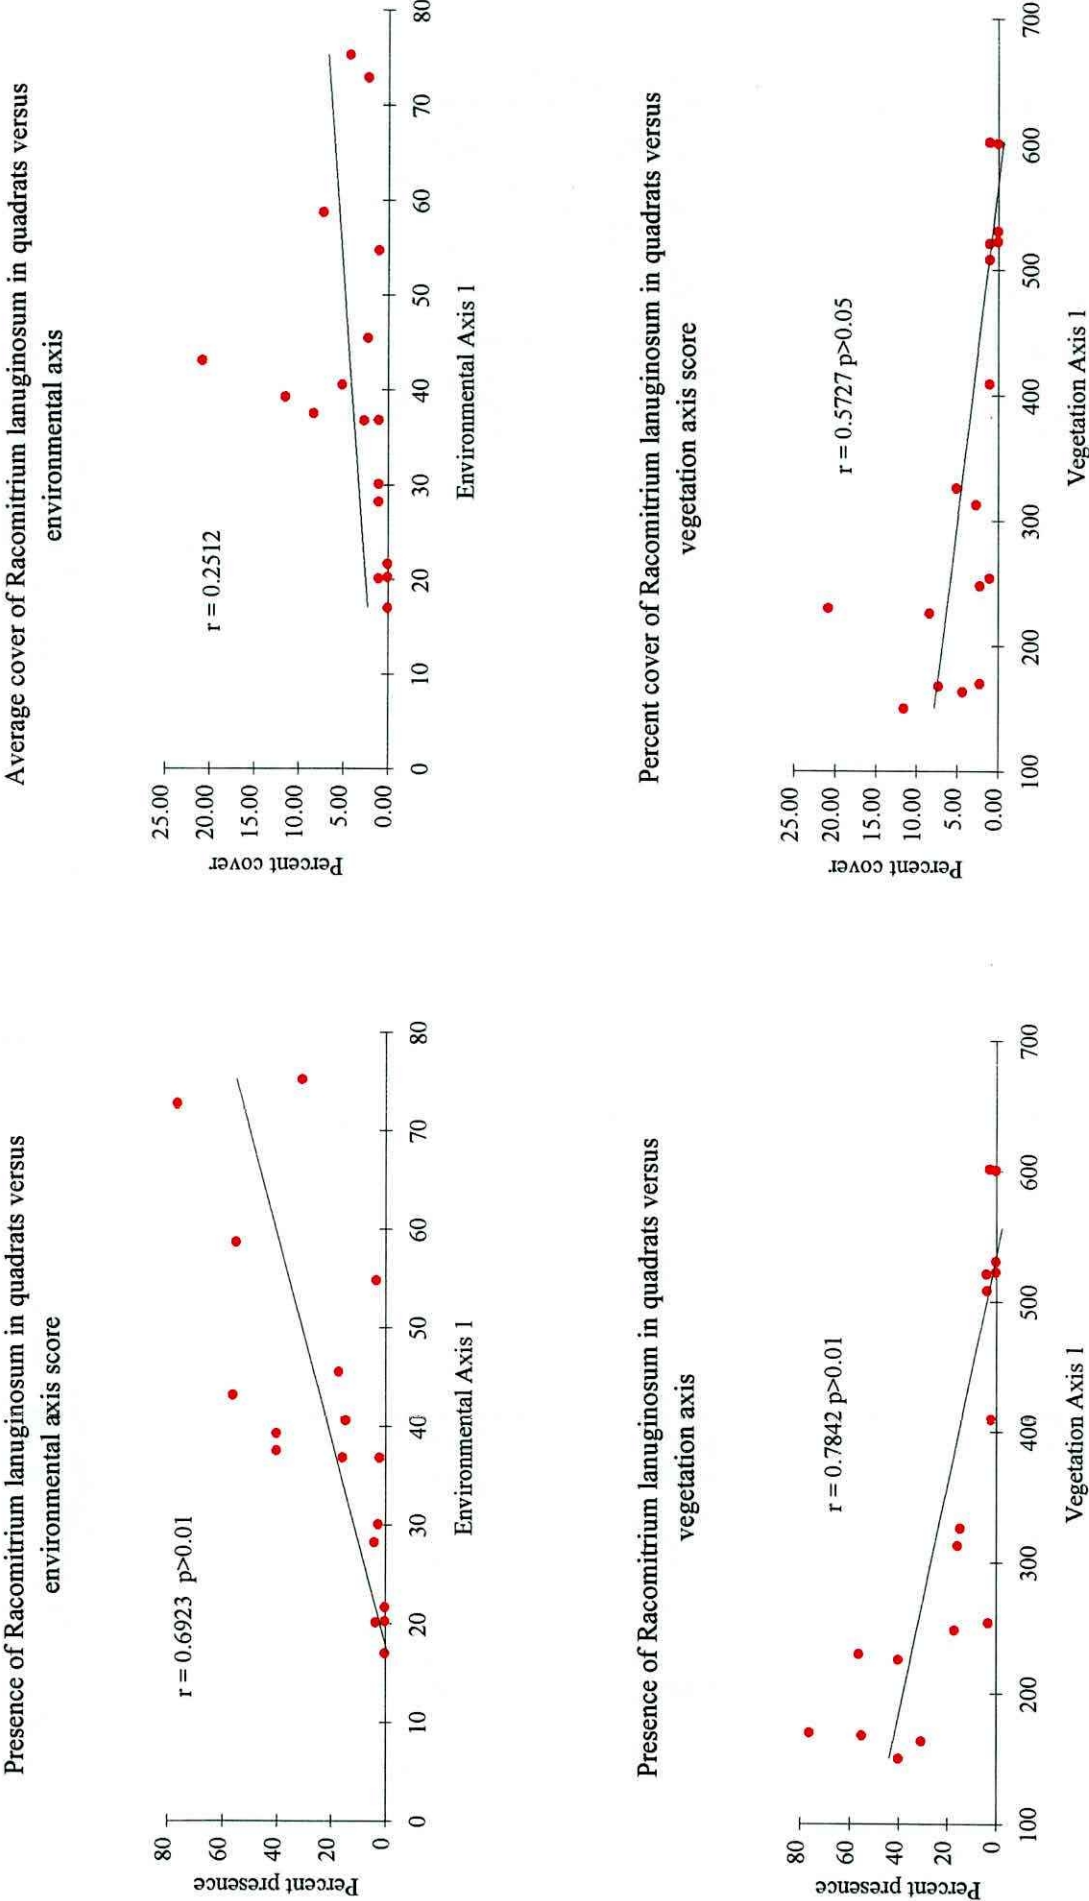 Presence of Racomitrium lanuginosum in quadrats versus
environmental axis score
r = 0.6923 p>0.01
80
60
40
20
0
Percent presence
0 10 20 30 40 50 60 70 80
Environmental Axis 1
Average cover of Racomitrium lanuginosum in quadrats versus
environmental axis
r = 0.2512
25.00
20.00
15.00
10.00
5.00
0.00
Percent cover
0 10 20 30 40 50 60 70 80
Environmental Axis 1
Presence of Racomitrium lanuginosum in quadrats versus
vegetation axis
r = 0.7842 p>0.01
80
60
40
20
0
Percent presence
100 200 300 400 500 600 700
Vegetation Axis 1
Percent cover of Racomitrium lanuginosum in quadrats versus
vegetation axis score
r = 0.5727 p>0.05
25.00
20.00
15.00
10.00
5.00
0.00
Percent cover
100 200 300 400 500 600 700
Vegetation Axis 1